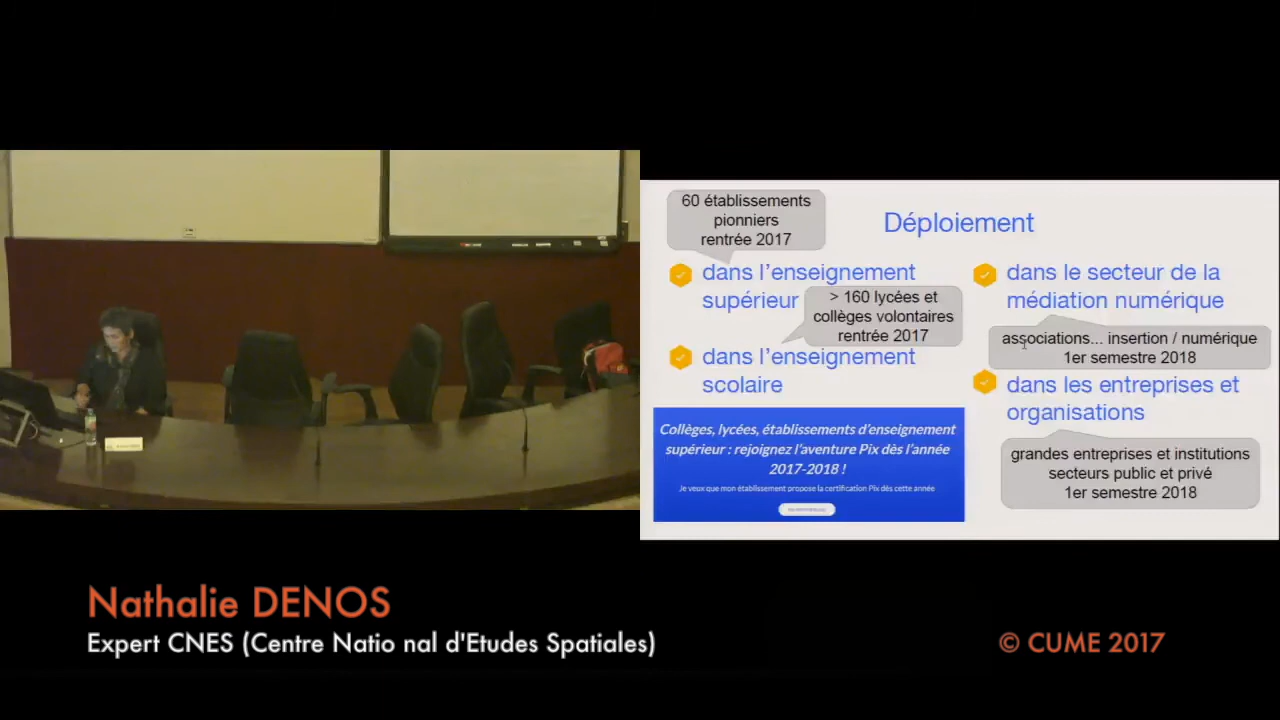 60 établissements
pionniers
rentrée 2017
Déploiement
dans l'enseignement
supérieur
> 160 lycées et
collèges volontaires
rentrée 2017
dans l'enseignement
scolaire
Collèges, lycées, établissements d'enseignement
supérieur : rejoignez l'aventure Pix dès l'année
2017-2018 !
Je veux que mon établissement propose la certification Pix dès cette année
dans le secteur de la
médiation numérique
associations... insertion / numérique
1er semestre 2018
dans les entreprises et
organisations
grandes entreprises et institutions
secteurs public et privé
1er semestre 2018
Nathalie DENOS
Expert CNES (Centre Natio nal d'Etudes Spatiales)
© CUME 2017